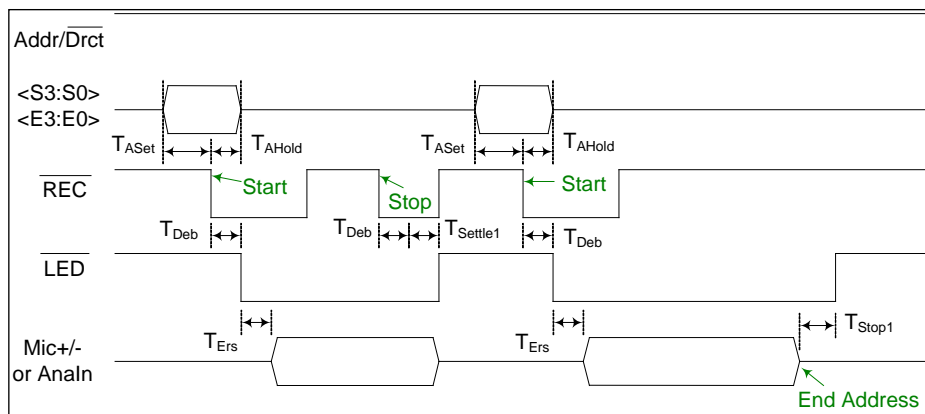 Addr/Drct
<S3:S0>
<E3:E0>
TASet TAHold TASet TAHold
REC Start Stop Start
TDeb TDeb TSettle1 TDeb
LED
TErs TErs TStop1
Mic+/-
or AnaIn
End Address